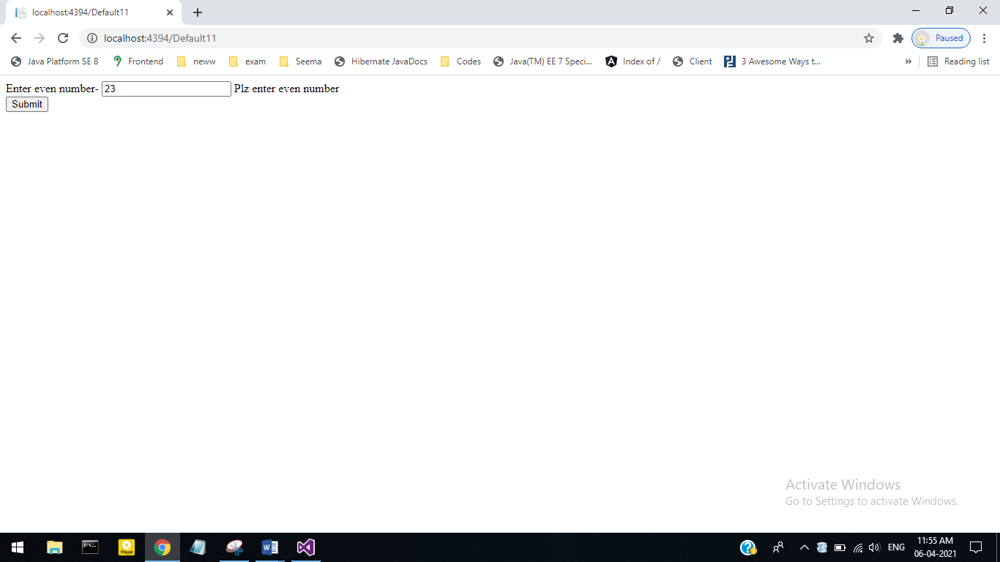 localhost:4394/Default11
localhost:4394/Default11
Paused
Java Platform SE 8 Frontend neww exam Seema Hibernate JavaDocs Codes Java(TM) EE 7 Speci... Index of / Client 3 Awesome Ways t... » Reading list
Enter even number- 23 Plz enter even number
Submit
Activate Windows
Go to Settings to activate Windows.
Player
ENG
11:55 AM
06-04-2021